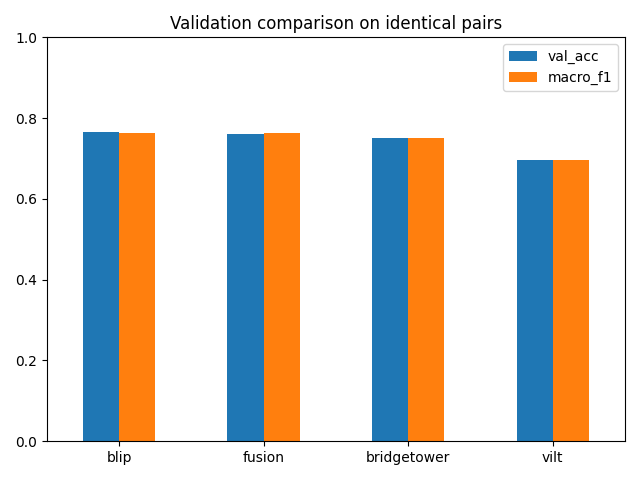 Validation comparison on identical pairs
val_acc
macro_f1
1.0
0.8
0.6
0.4
0.2
0.0
blip fusion bridgetower vilt